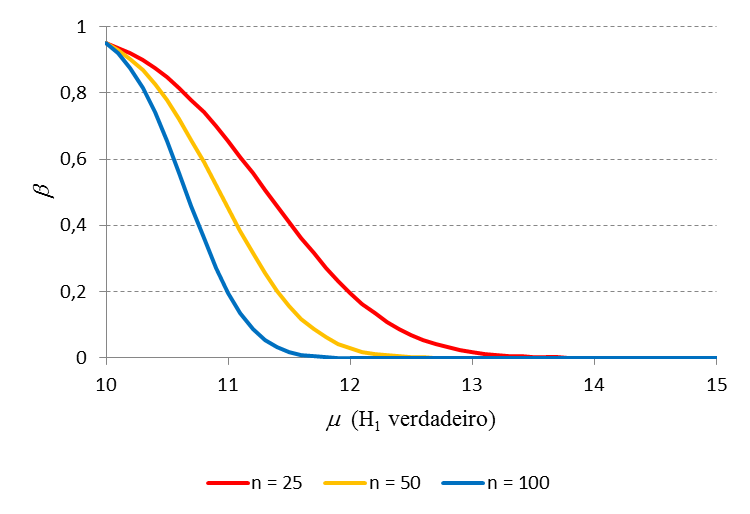 1
0,8
0,6
β
0,4
0,2
0
10 11 12 13 14 15
μ (H₁ verdadeiro)
n = 25 n = 50 n = 100